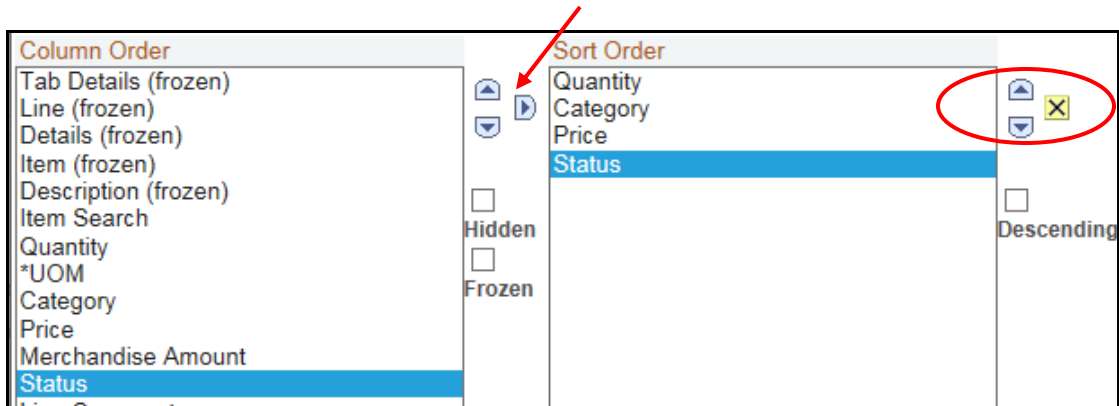 Column Order
Tab Details (frozen)
Line (frozen)
Details (frozen)
Item (frozen)
Description (frozen)
Item Search
Quantity
*UOM
Category
Price
Merchandise Amount
Status
Hidden
Frozen
Sort Order
Quantity
Category
Price
Status
Descending